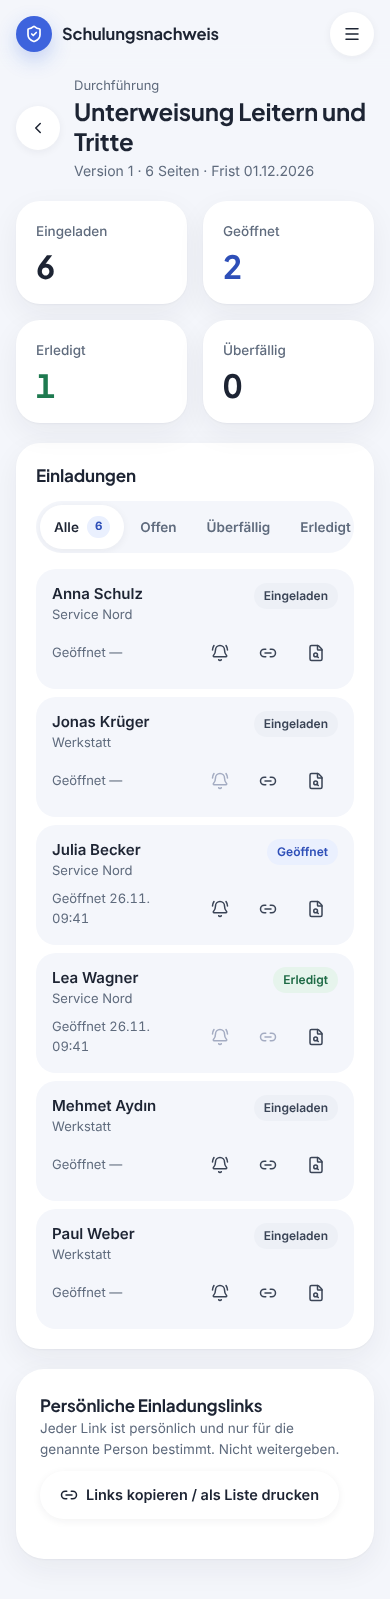 Schulungsnachweis
Durchführung
Unterweisung Leitern und
Tritte
Version 1 · 6 Seiten · Frist 01.12.2026
Eingeladen
6
Geöffnet
2
Erledigt
1
Überfällig
0
Einladungen
Alle 6 Offen Überfällig Erledigt
Anna Schulz Eingeladen
Service Nord
Geöffnet —
Jonas Krüger Eingeladen
Werkstatt
Geöffnet —
Julia Becker Geöffnet
Service Nord
Geöffnet 26.11.
09:41
Lea Wagner Erledigt
Service Nord
Geöffnet 26.11.
09:41
Mehmet Aydın Eingeladen
Werkstatt
Geöffnet —
Paul Weber Eingeladen
Werkstatt
Geöffnet —
Persönliche Einladungslinks
Jeder Link ist persönlich und nur für die
genannte Person bestimmt. Nicht weitergeben.
Links kopieren / als Liste drucken